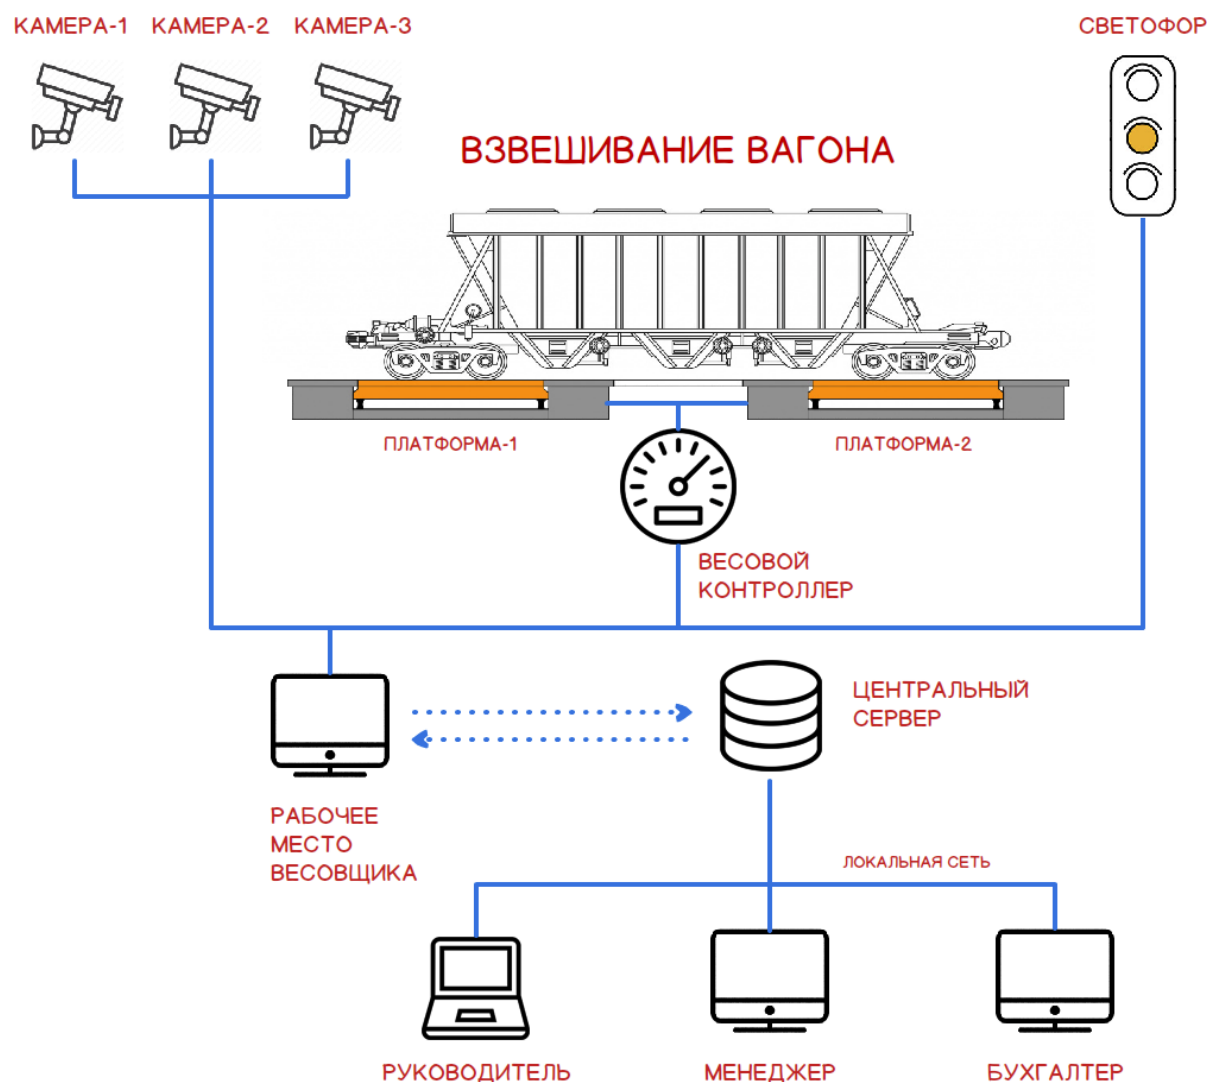 КАМЕРА-1 КАМЕРА-2 КАМЕРА-3 СВЕТОФОР
ВЗВЕШИВАНИЕ ВАГОНА
ПЛАТФОРМА-1 ПЛАТФОРМА-2
ВЕСОВОЙ
КОНТРОЛЛЕР
ЦЕНТРАЛЬНЫЙ
СЕРВЕР
РАБОЧЕЕ
МЕСТО
ВЕСОВЩИКА
ЛОКАЛЬНАЯ СЕТЬ
РУКОВОДИТЕЛЬ МЕНЕДЖЕР БУХГАЛТЕР